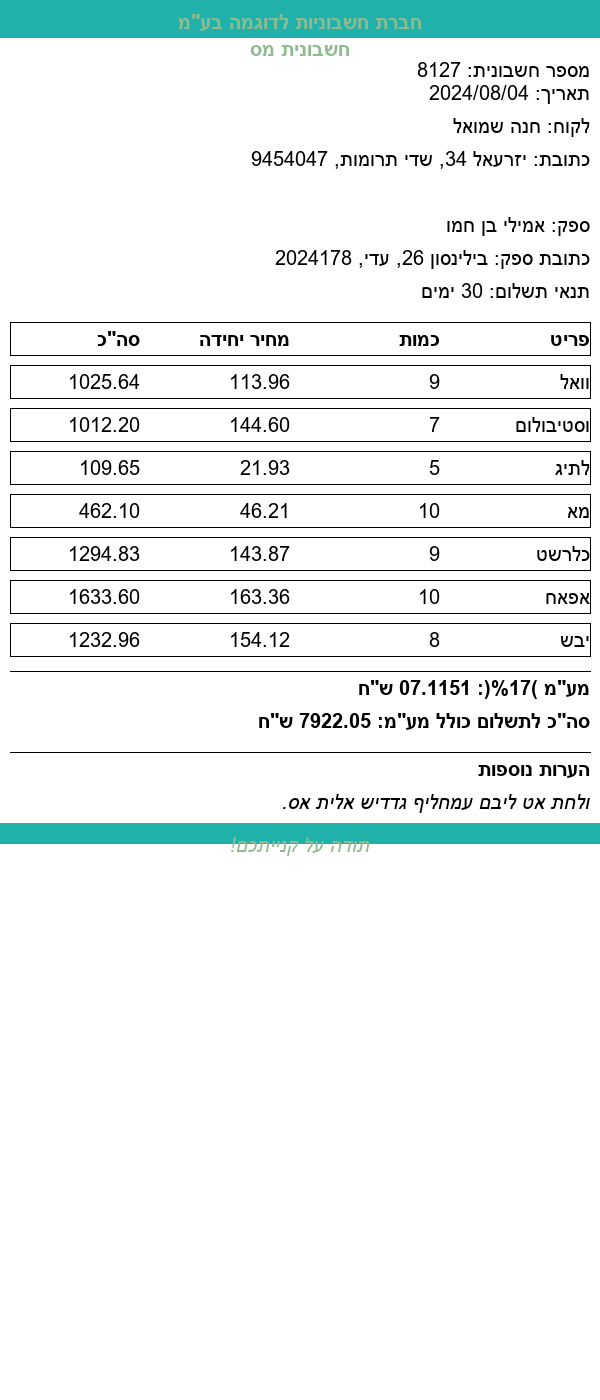 חברת חשבוניות לדוגמה בע"מ
חשבונית מס
מספר חשבונית: 8127
תאריך: 2024/08/04
לקוח: חנה שמואל
כתובת: יזרעאל 34, שדי תרומות, 9454047
ספק: אמילי בן חמו
כתובת ספק: בילינסון 26, עדי, 2024178
תנאי תשלום: 30 ימים
פריט כמות מחיר יחידה סה"כ
וואל 9 113.96 1025.64
וסטיבולום 7 144.60 1012.20
לתיג 5 21.93 109.65
מא 10 46.21 462.10
כלרשט 9 143.87 1294.83
אפאח 10 163.36 1633.60
יבש 8 154.12 1232.96
מע"מ )17%(: 07.1151 ש"ח
סה"כ לתשלום כולל מע"מ: 7922.05 ש"ח
הערות נוספות
ולחת אט ליבם עמחליף גדדיש אלית אס.
תודה על קנייתכם!